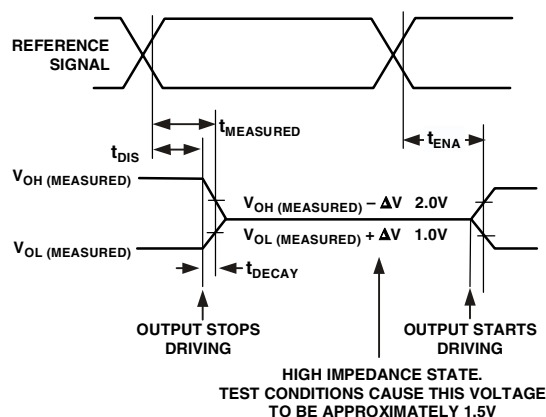 REFERENCE
SIGNAL
tMEASURED
tDIS
tENA
VOH (MEASURED)
VOH (MEASURED) – ΔV 2.0V
VOL (MEASURED) + ΔV 1.0V
VOL (MEASURED)
tDECAY
OUTPUT STOPS
DRIVING
OUTPUT STARTS
DRIVING
HIGH IMPEDANCE STATE.
TEST CONDITIONS CAUSE THIS VOLTAGE
TO BE APPROXIMATELY 1.5V